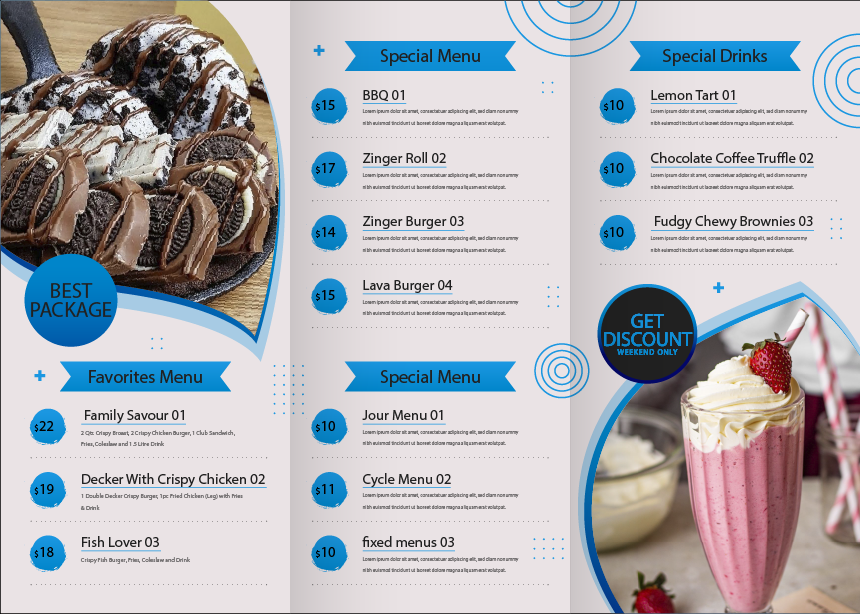 BEST
PACKAGE
Favorites Menu
$22
Family Savour 01
2 Qtr. Crispy Broast, 2 Crispy Chicken Burger, 1 Club Sandwich,
Fries, Coleslaw and 1.5 Litre Drink
$19
Decker With Crispy Chicken 02
1 Double Decker Crispy Burger, 1pc Fried Chicken (Leg) with Fries
& Drink
$18
Fish Lover 03
Crispy Fish Burger, Fries, Coleslaw and Drink
Special Menu
$15
BBQ 01
Lorem ipsum dolor sit amet, consectetuer adipiscing elit, sed diam nonummy
nibh euismod tincidunt ut laoreet dolore magna aliquam erat volutpat.
$17
Zinger Roll 02
Lorem ipsum dolor sit amet, consectetuer adipiscing elit, sed diam nonummy
nibh euismod tincidunt ut laoreet dolore magna aliquam erat volutpat.
$14
Zinger Burger 03
Lorem ipsum dolor sit amet, consectetuer adipiscing elit, sed diam nonummy
nibh euismod tincidunt ut laoreet dolore magna aliquam erat volutpat.
$15
Lava Burger 04
Lorem ipsum dolor sit amet, consectetuer adipiscing elit, sed diam nonummy
nibh euismod tincidunt ut laoreet dolore magna aliquam erat volutpat.
Special Menu
$10
Jour Menu 01
Lorem ipsum dolor sit amet, consectetuer adipiscing elit, sed diam nonummy
nibh euismod tincidunt ut laoreet dolore magna aliquam erat volutpat.
$11
Cycle Menu 02
Lorem ipsum dolor sit amet, consectetuer adipiscing elit, sed diam nonummy
nibh euismod tincidunt ut laoreet dolore magna aliquam erat volutpat.
$10
fixed menus 03
Lorem ipsum dolor sit amet, consectetuer adipiscing elit, sed diam nonummy
nibh euismod tincidunt ut laoreet dolore magna aliquam erat volutpat.
Special Drinks
$10
Lemon Tart 01
Lorem ipsum dolor sit amet, consectetuer adipiscing elit, sed diam nonummy
nibh euismod tincidunt ut laoreet dolore magna aliquam erat volutpat.
$10
Chocolate Coffee Truffle 02
Lorem ipsum dolor sit amet, consectetuer adipiscing elit, sed diam nonummy
nibh euismod tincidunt ut laoreet dolore magna aliquam erat volutpat.
$10
Fudgy Chewy Brownies 03
Lorem ipsum dolor sit amet, consectetuer adipiscing elit, sed diam nonummy
nibh euismod tincidunt ut laoreet dolore magna aliquam erat volutpat.
GET
DISCOUNT
WEEKEND ONLY